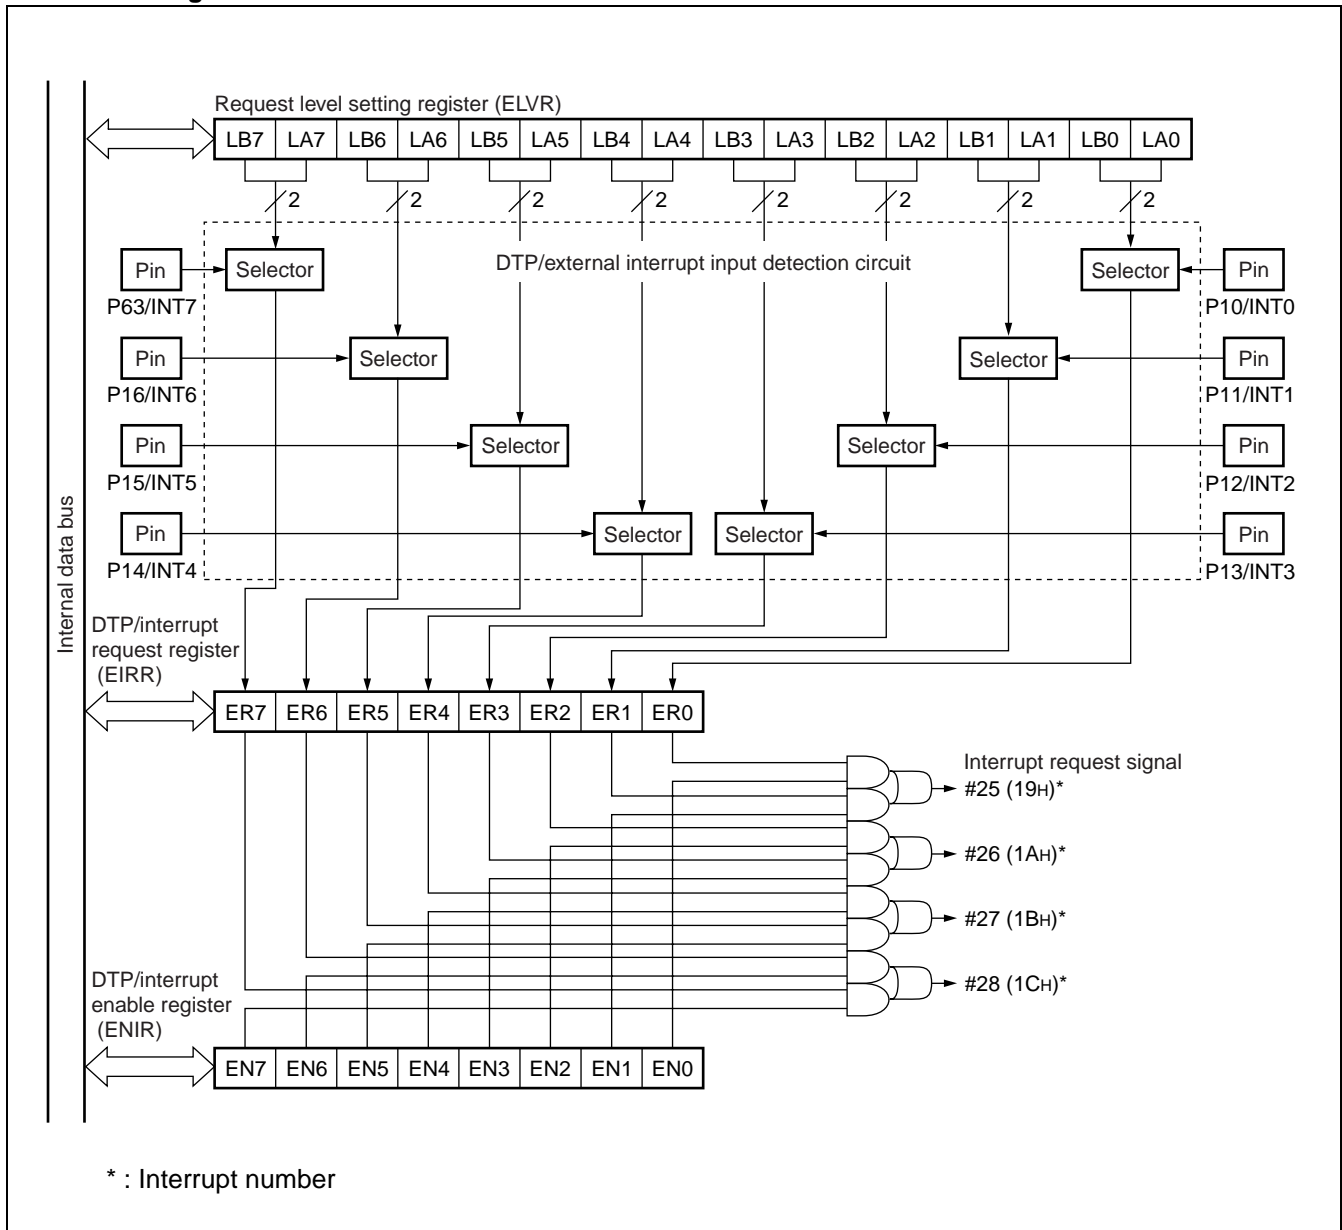 Request level setting register (ELVR)
LB7 LA7 LB6 LA6 LB5 LA5 LB4 LA4 LB3 LA3 LB2 LA2 LB1 LA1 LB0 LA0
2 2 2 2 2 2 2 2
Pin Selector DTP/external interrupt input detection circuit Selector Pin
P63/INT7 P10/INT0
Pin Selector Selector Pin
P16/INT6 P11/INT1
Pin Selector Selector Pin
P15/INT5 P12/INT2
Pin Selector Selector Pin
P14/INT4 P13/INT3
Internal data bus
DTP/interrupt
request register
(EIRR)
ER7 ER6 ER5 ER4 ER3 ER2 ER1 ER0
Interrupt request signal
#25 (19H)*
#26 (1AH)*
#27 (1BH)*
#28 (1CH)*
DTP/interrupt
enable register
(ENIR)
EN7 EN6 EN5 EN4 EN3 EN2 EN1 EN0
* : Interrupt number